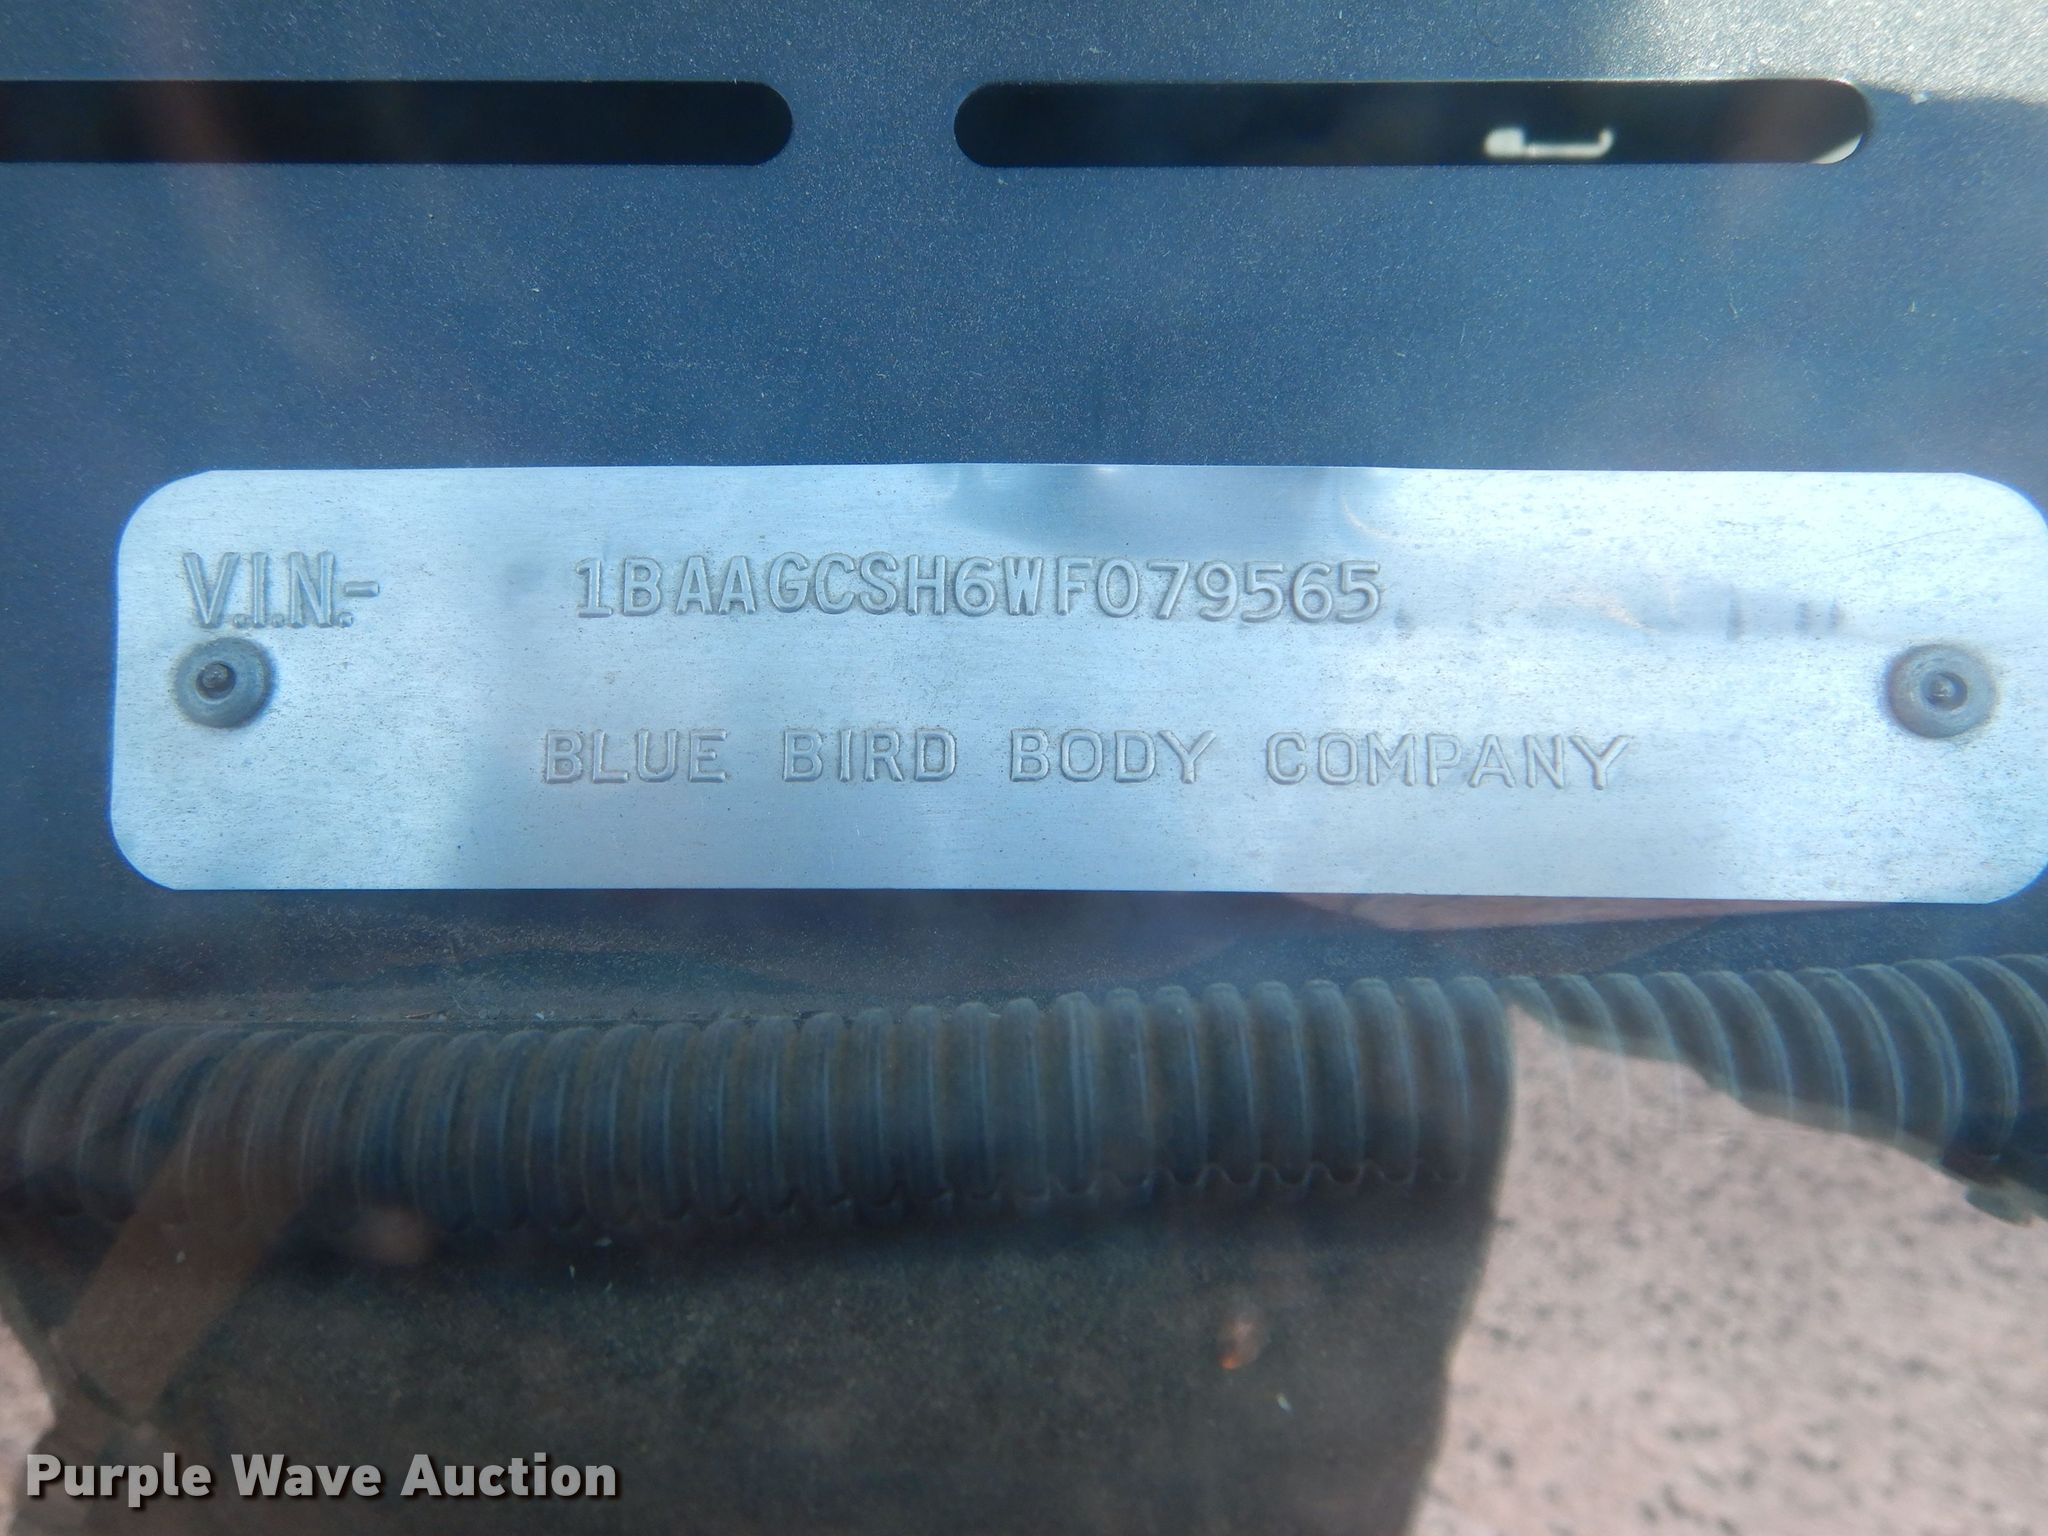 V.I.N.- 1BAAGCSH6WF079565
BLUE BIRD BODY COMPANY
Purple Wave Auction